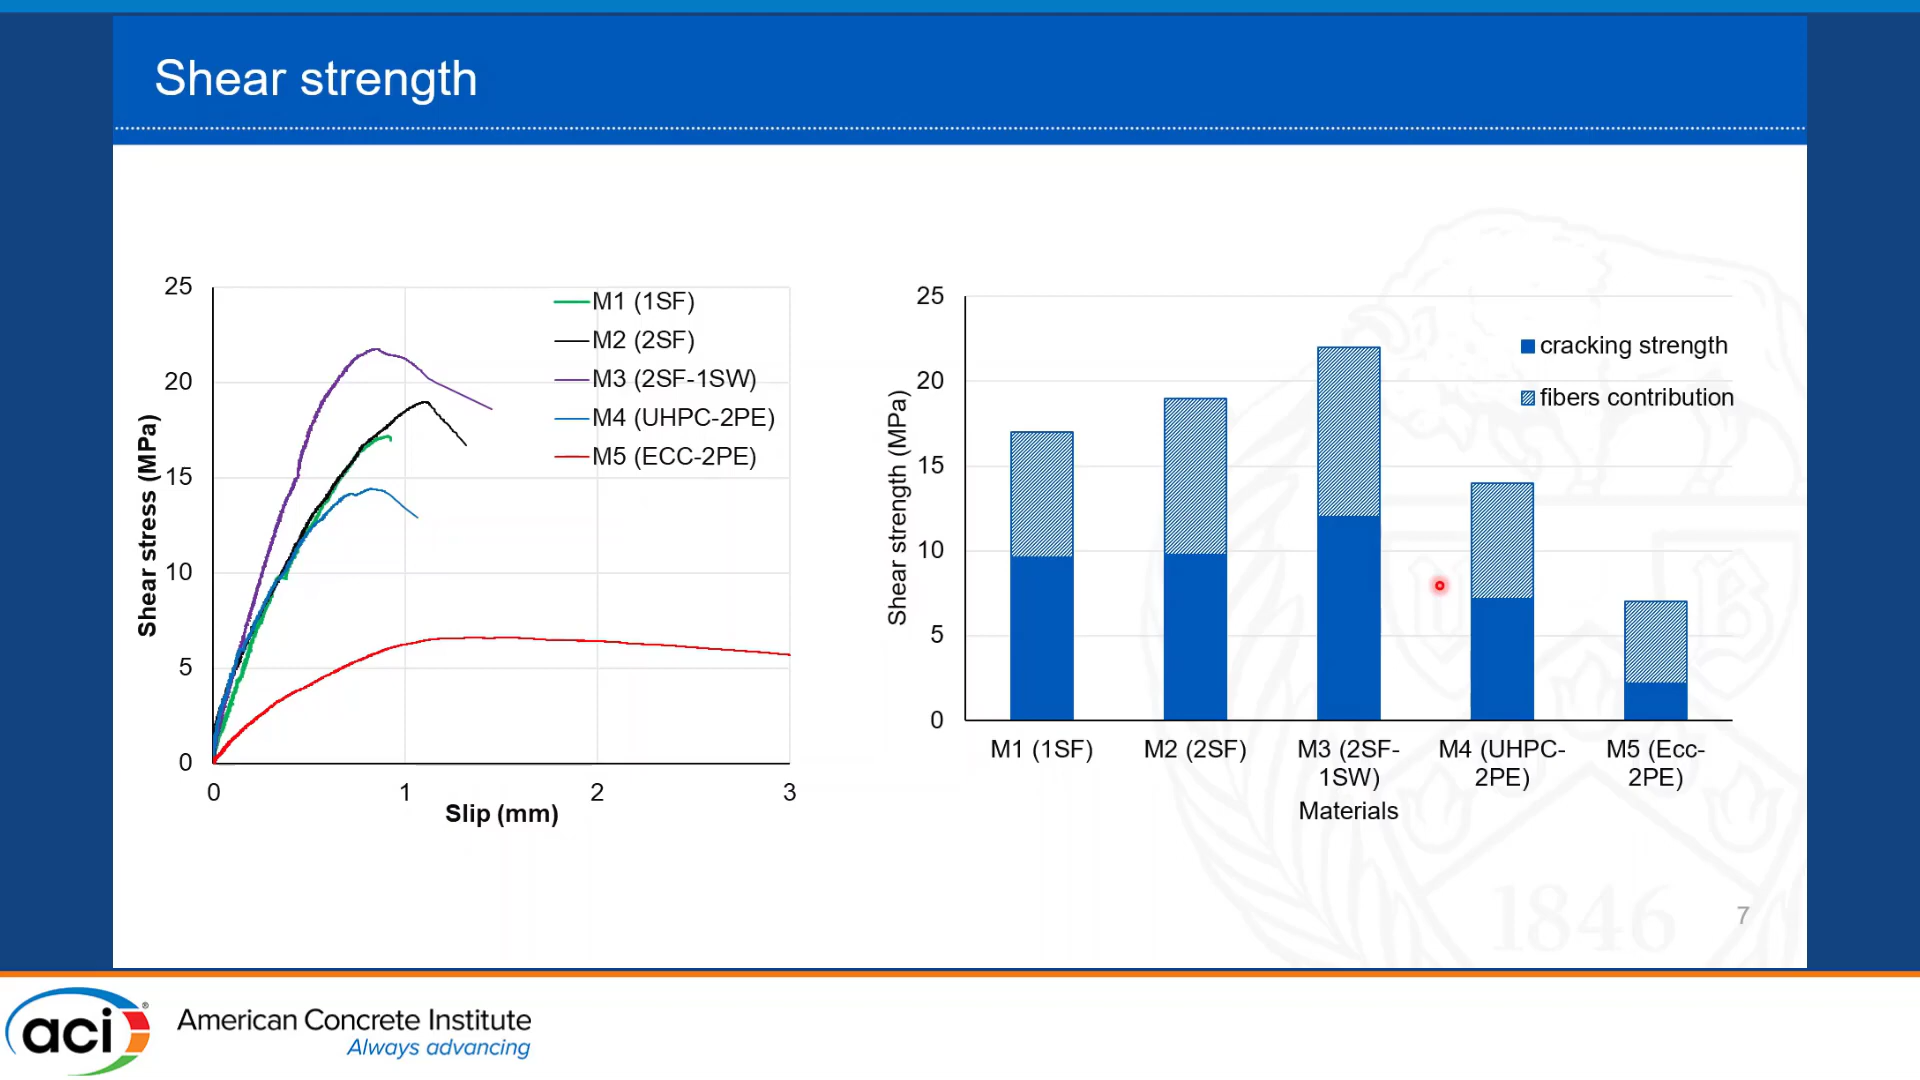 Shear strength
25
20
15
10
5
0
Shear stress (MPa)
0
1
2
3
Slip (mm)
M1 (1SF)
M2 (2SF)
M3 (2SF-1SW)
M4 (UHPC-2PE)
M5 (ECC-2PE)
25
20
15
10
5
0
Shear strength (MPa)
cracking strength
fibers contribution
M1 (1SF)
M2 (2SF)
M3 (2SF-
1SW)
M4 (UHPC-
2PE)
M5 (Ecc-
2PE)
Materials
1846
7
aci®
American Concrete Institute
Always advancing